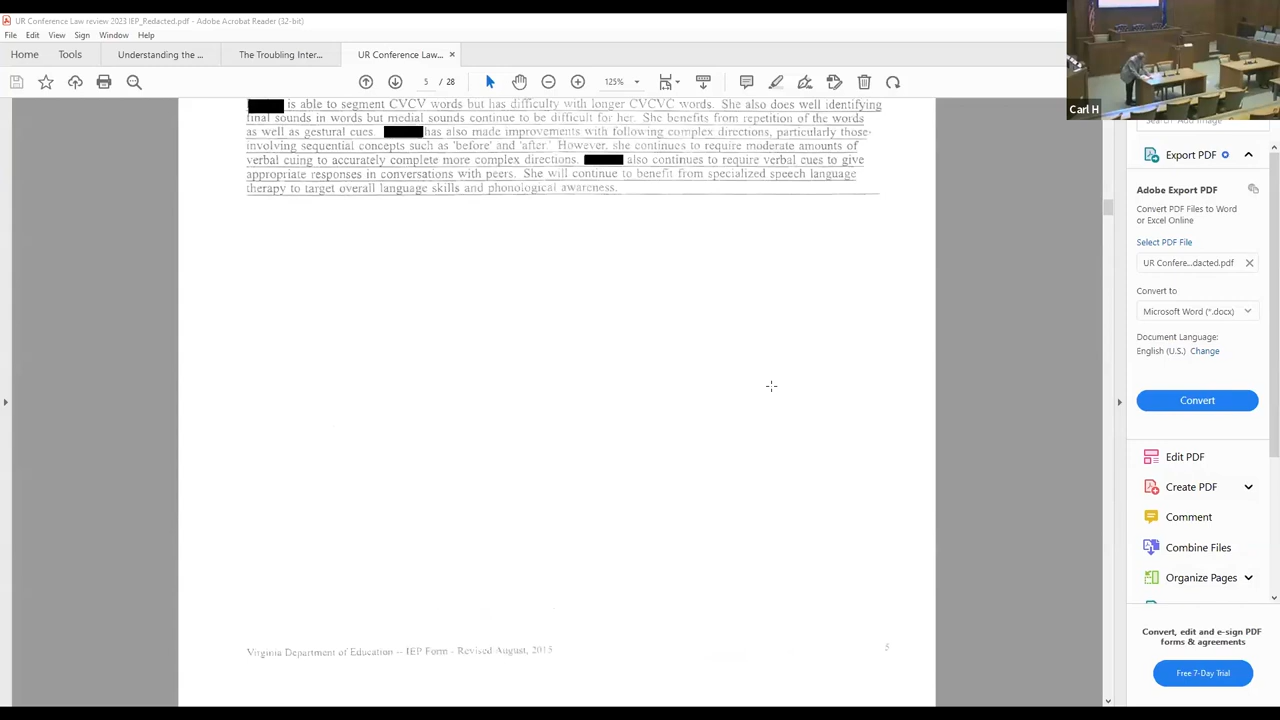 UR Conference Law review 2023 IEP_Redacted.pdf - Adobe Acrobat Reader (32-bit)
File Edit View Sign Window Help
Home Tools Understanding the ... The Troubling Inter... UR Conference Law... ×
5 / 28 125%
Carl H
is able to segment CVCV words but has difficulty with longer CVCVC words. She also does well identifying
final sounds in words but medial sounds continue to be difficult for her. She benefits from repetition of the words
as well as gestural cues. has also made improvements with following complex directions, particularly those
involving sequential concepts such as 'before' and 'after.' However, she continues to require moderate amounts of
verbal cuing to accurately complete more complex directions. also continues to require verbal cues to give
appropriate responses in conversations with peers. She will continue to benefit from specialized speech language
therapy to target overall language skills and phonological awareness.
Virginia Department of Education -- IEP Form - Revised August, 2015
5
Search 'Add Image'
Export PDF
Adobe Export PDF
Convert PDF Files to Word
or Excel Online
Select PDF File
UR Confere...dacted.pdf
Convert to
Microsoft Word (*.docx)
Document Language:
English (U.S.) Change
Convert
Edit PDF
Create PDF
Comment
Combine Files
Organize Pages
Convert, edit and e-sign PDF
forms & agreements
Free 7-Day Trial